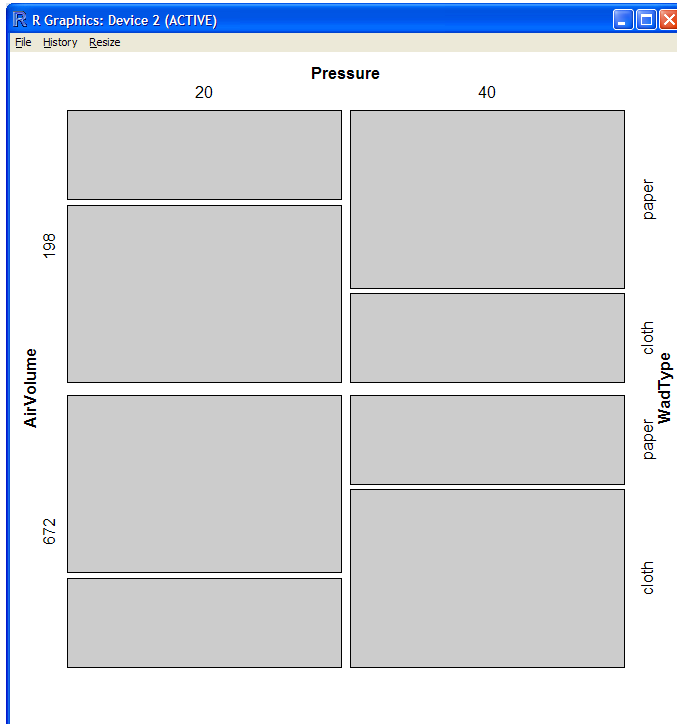 R Graphics: Device 2 (ACTIVE)
File History Resize
Pressure
20 40
198
paper
cloth
AirVolume
WadType
672
paper
cloth